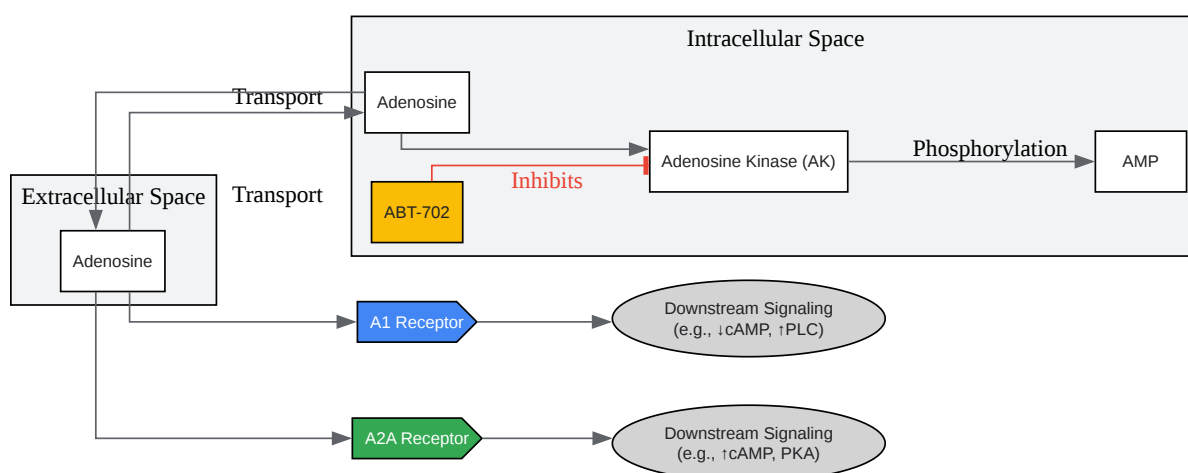 Intracellular Space
Transport
Adenosine
Adenosine Kinase (AK)
Phosphorylation
AMP
Inhibits
ABT-702
Extracellular Space
Transport
Adenosine
A1 Receptor
Downstream Signaling
(e.g., ↓cAMP, ↑PLC)
A2A Receptor
Downstream Signaling
(e.g., ↑cAMP, PKA)